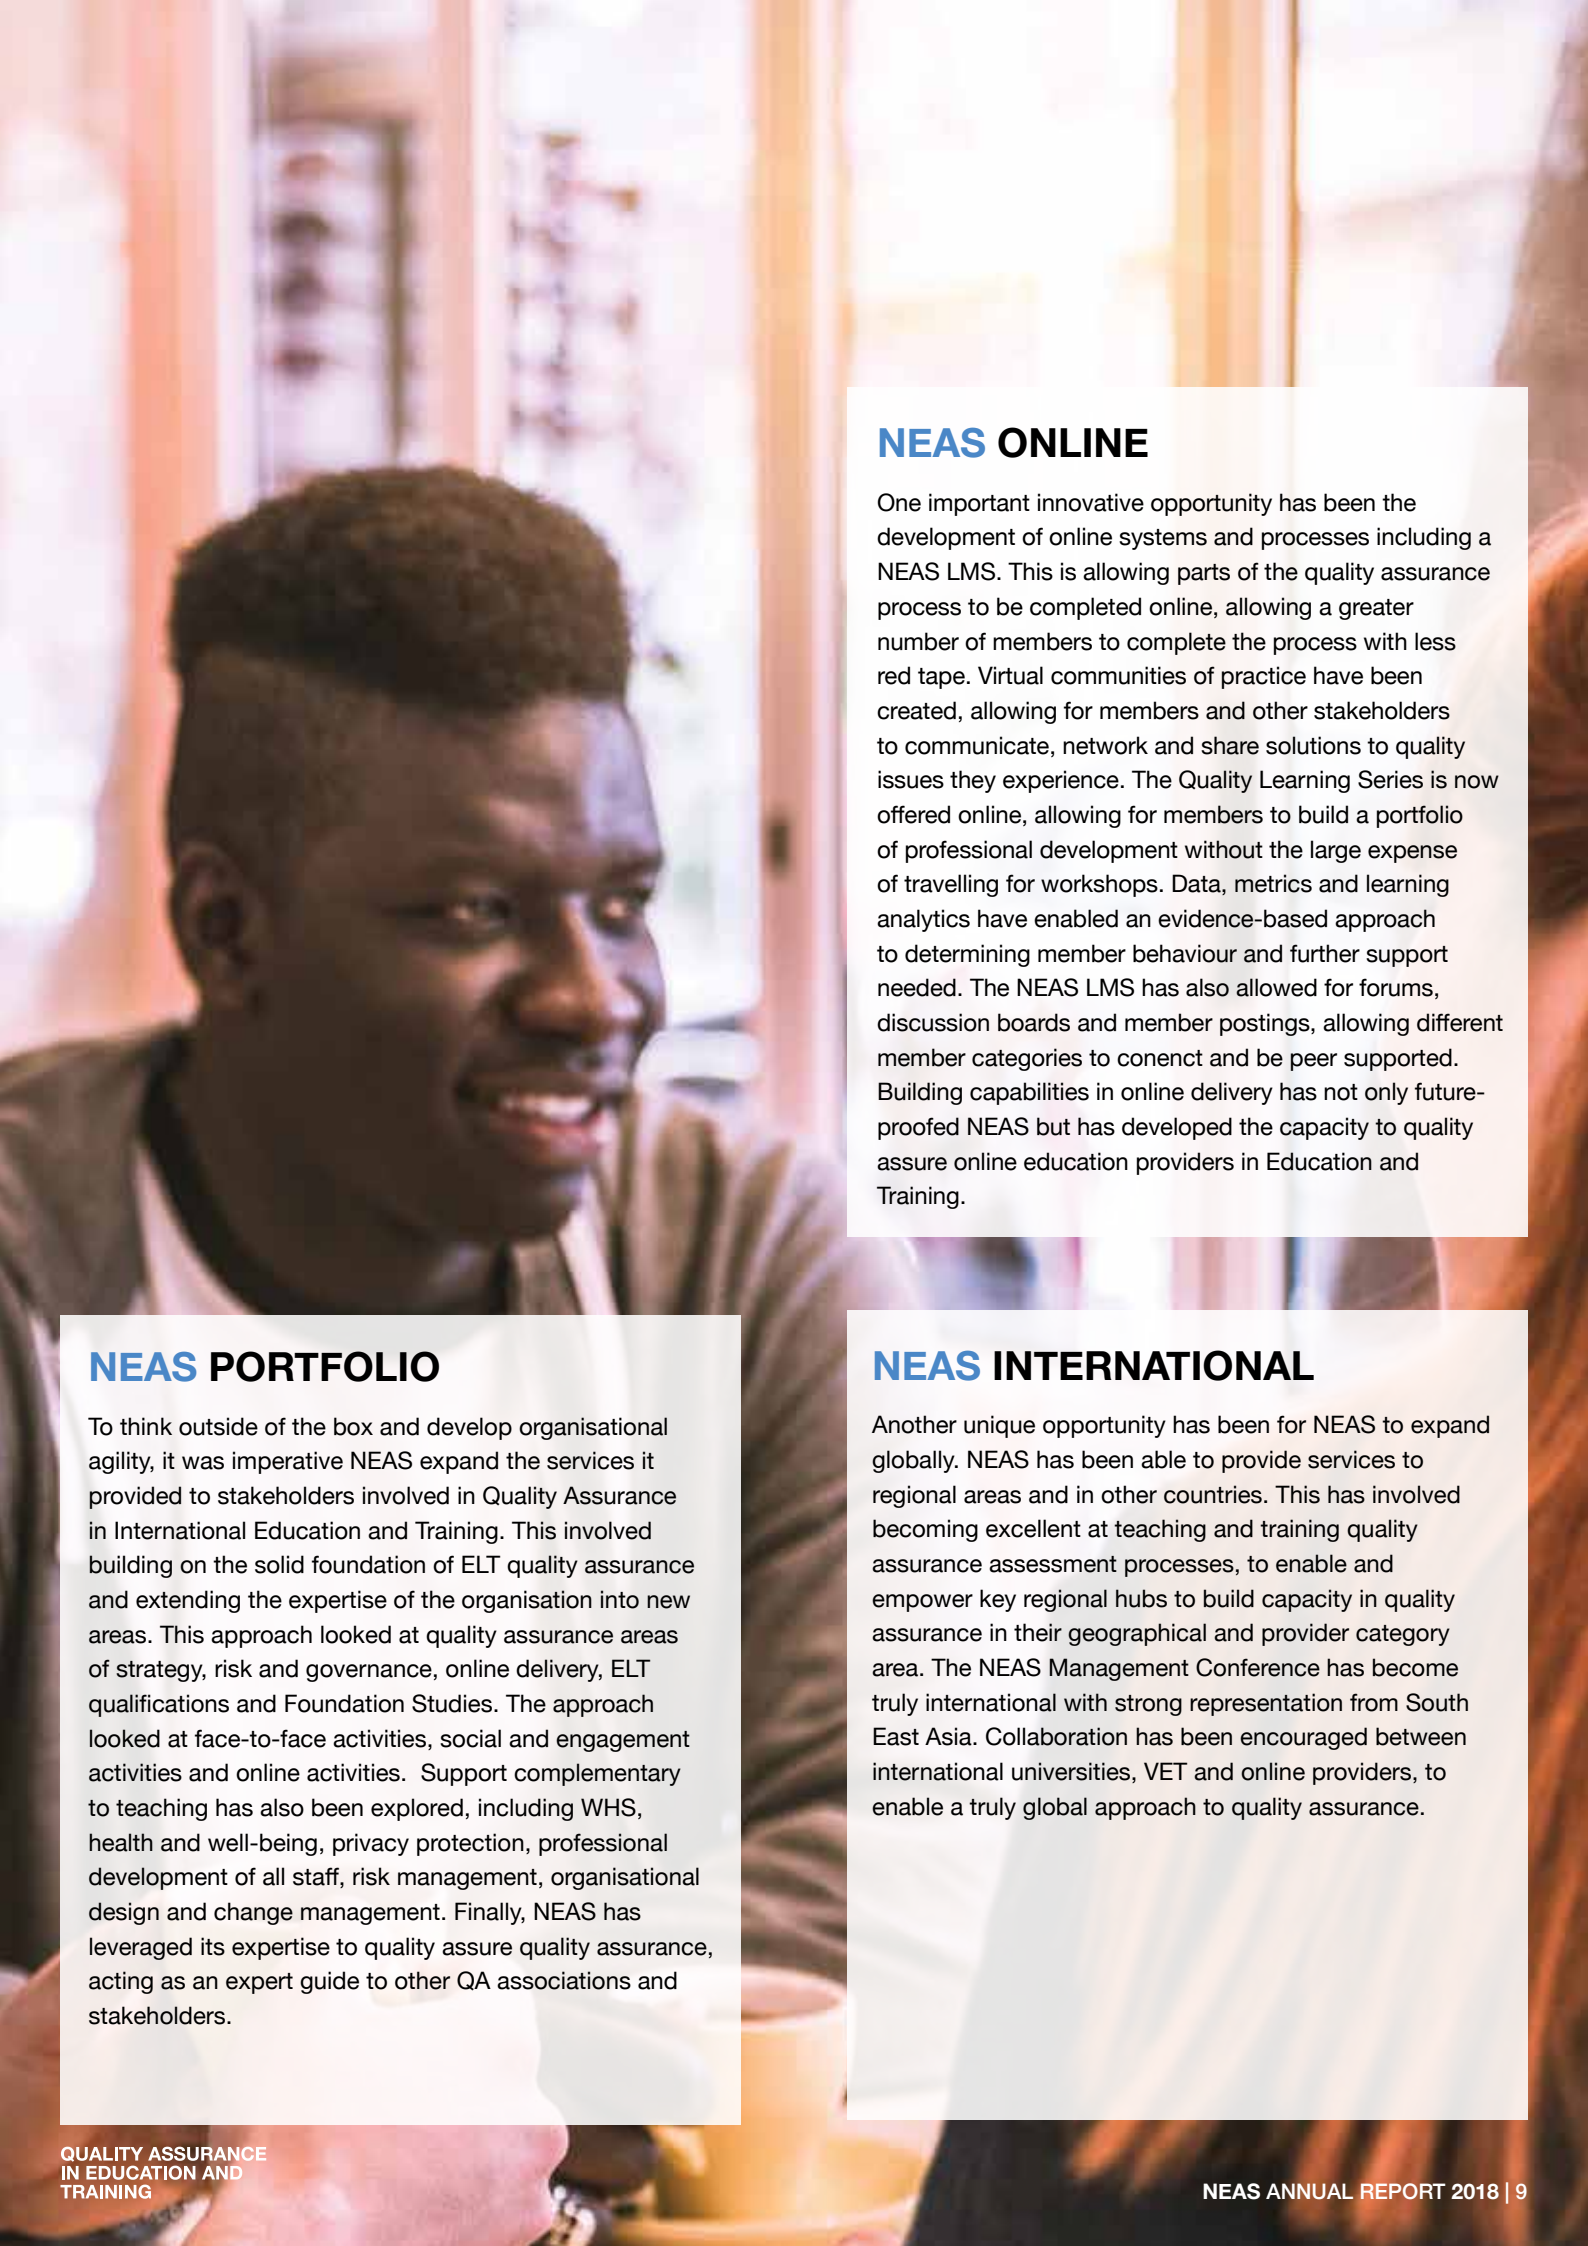 NEAS ONLINE
One important innovative opportunity has been the
development of online systems and processes including a
NEAS LMS. This is allowing parts of the quality assurance
process to be completed online, allowing a greater
number of members to complete the process with less
red tape. Virtual communities of practice have been
created, allowing for members and other stakeholders
to communicate, network and share solutions to quality
issues they experience. The Quality Learning Series is now
offered online, allowing for members to build a portfolio
of professional development without the large expense
of travelling for workshops. Data, metrics and learning
analytics have enabled an evidence-based approach
to determining member behaviour and further support
needed. The NEAS LMS has also allowed for forums,
discussion boards and member postings, allowing different
member categories to conenct and be peer supported.
Building capabilities in online delivery has not only future-
proofed NEAS but has developed the capacity to quality
assure online education providers in Education and
Training.
NEAS PORTFOLIO
To think outside of the box and develop organisational
agility, it was imperative NEAS expand the services it
provided to stakeholders involved in Quality Assurance
in International Education and Training. This involved
building on the solid foundation of ELT quality assurance
and extending the expertise of the organisation into new
areas. This approach looked at quality assurance areas
of strategy, risk and governance, online delivery, ELT
qualifications and Foundation Studies. The approach
looked at face-to-face activities, social and engagement
activities and online activities.  Support complementary
to teaching has also been explored, including WHS,
health and well-being, privacy protection, professional
development of all staff, risk management, organisational
design and change management. Finally, NEAS has
leveraged its expertise to quality assure quality assurance,
acting as an expert guide to other QA associations and
stakeholders.
NEAS INTERNATIONAL
Another unique opportunity has been for NEAS to expand
globally. NEAS has been able to provide services to
regional areas and in other countries. This has involved
becoming excellent at teaching and training quality
assurance assessment processes, to enable and
empower key regional hubs to build capacity in quality
assurance in their geographical and provider category
area. The NEAS Management Conference has become
truly international with strong representation from South
East Asia. Collaboration has been encouraged between
international universities, VET and online providers, to
enable a truly global approach to quality assurance.
QUALITY ASSURANCE
IN EDUCATION AND
TRAINING
NEAS ANNUAL REPORT 2018 | 9